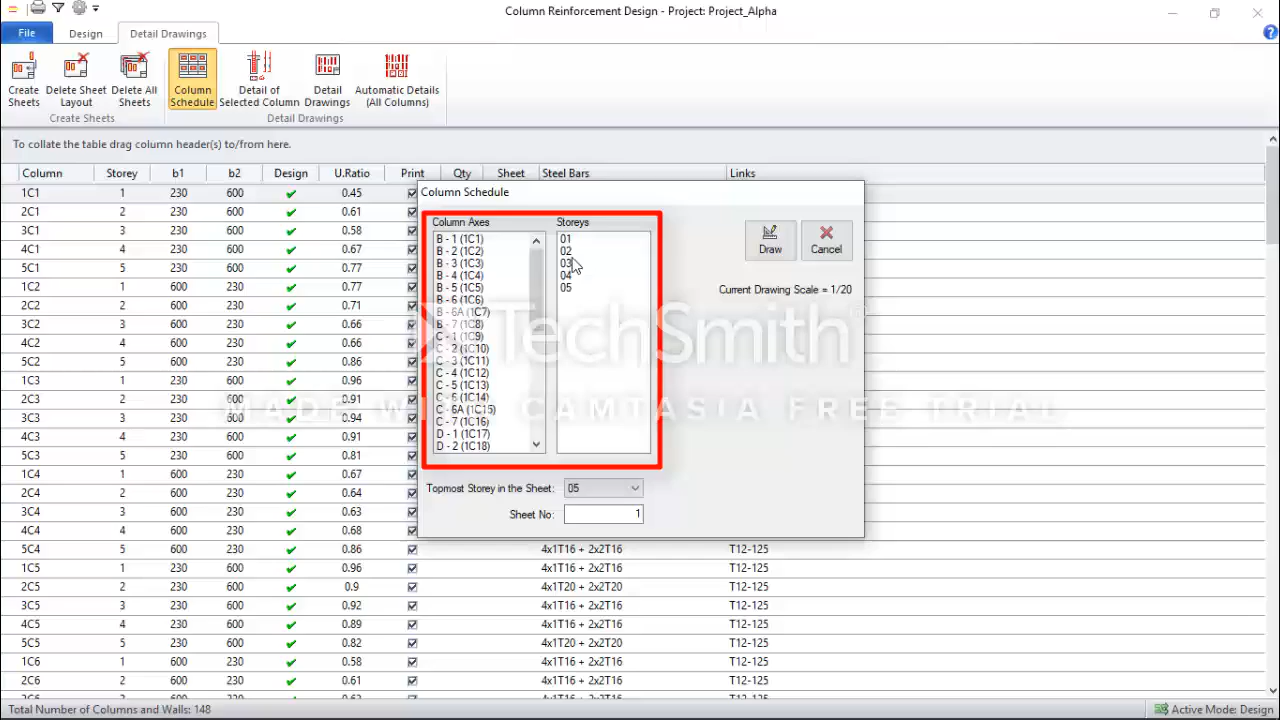 Column Reinforcement Design - Project: Project_Alpha
File Design Detail Drawings
Create Sheets
Delete Sheet Layout
Delete All Sheets
Column Schedule
Detail of Selected Column
Detail Drawings
Automatic Details (All Columns)
Create Sheets
Detail Drawings
To collate the table drag column header(s) to/from here.
Column Storey b1 b2 Design U.Ratio Print Qty Sheet Steel Bars Links
1C1 1 230 600 0.45
2C1 2 230 600 0.61
3C1 3 230 600 0.58
4C1 4 230 600 0.67
5C1 5 230 600 0.77
1C2 1 230 600 0.77
2C2 2 230 600 0.71
3C2 3 230 600 0.66
4C2 4 230 600 0.66
5C2 5 230 600 0.86
1C3 1 230 600 0.96
2C3 2 230 600 0.91
3C3 3 230 600 0.94
4C3 4 230 600 0.91
5C3 5 230 600 0.81
1C4 1 600 230 0.67
2C4 2 600 230 0.64
3C4 3 600 230 0.63
4C4 4 600 230 0.68
5C4 5 600 230 0.86 4x1T16 + 2x2T16 T12-125
1C5 1 600 230 0.96 4x1T16 + 2x2T16 T12-125
2C5 2 600 230 0.9 4x1T20 + 2x2T20 T12-125
3C5 3 600 230 0.92 4x1T16 + 2x2T16 T12-125
4C5 4 600 230 0.89 4x1T16 + 2x2T16 T12-125
5C5 5 600 230 0.82 4x1T20 + 2x2T20 T12-125
1C6 1 600 230 0.58 4x1T16 + 2x2T16 T12-125
2C6 2 600 230 0.61 4x1T16 + 2x2T16 T12-125
Column Schedule
Column Axes
B - 1 (1C1)
B - 2 (1C2)
B - 3 (1C3)
B - 4 (1C4)
B - 5 (1C5)
B - 6 (1C6)
B - 6A (1C7)
B - 7 (1C8)
C - 1 (1C9)
C - 2 (1C10)
C - 3 (1C11)
C - 4 (1C12)
C - 5 (1C13)
C - 6 (1C14)
C - 6A (1C15)
C - 7 (1C16)
D - 1 (1C17)
D - 2 (1C18)
Storeys
01
02
03
04
05
Draw
Cancel
Current Drawing Scale = 1/20
Topmost Storey in the Sheet: 05
Sheet No: 1
TechSmith®
MADE WITH CAMTASIA FREE TRIAL
Total Number of Columns and Walls: 148
Active Mode: Design